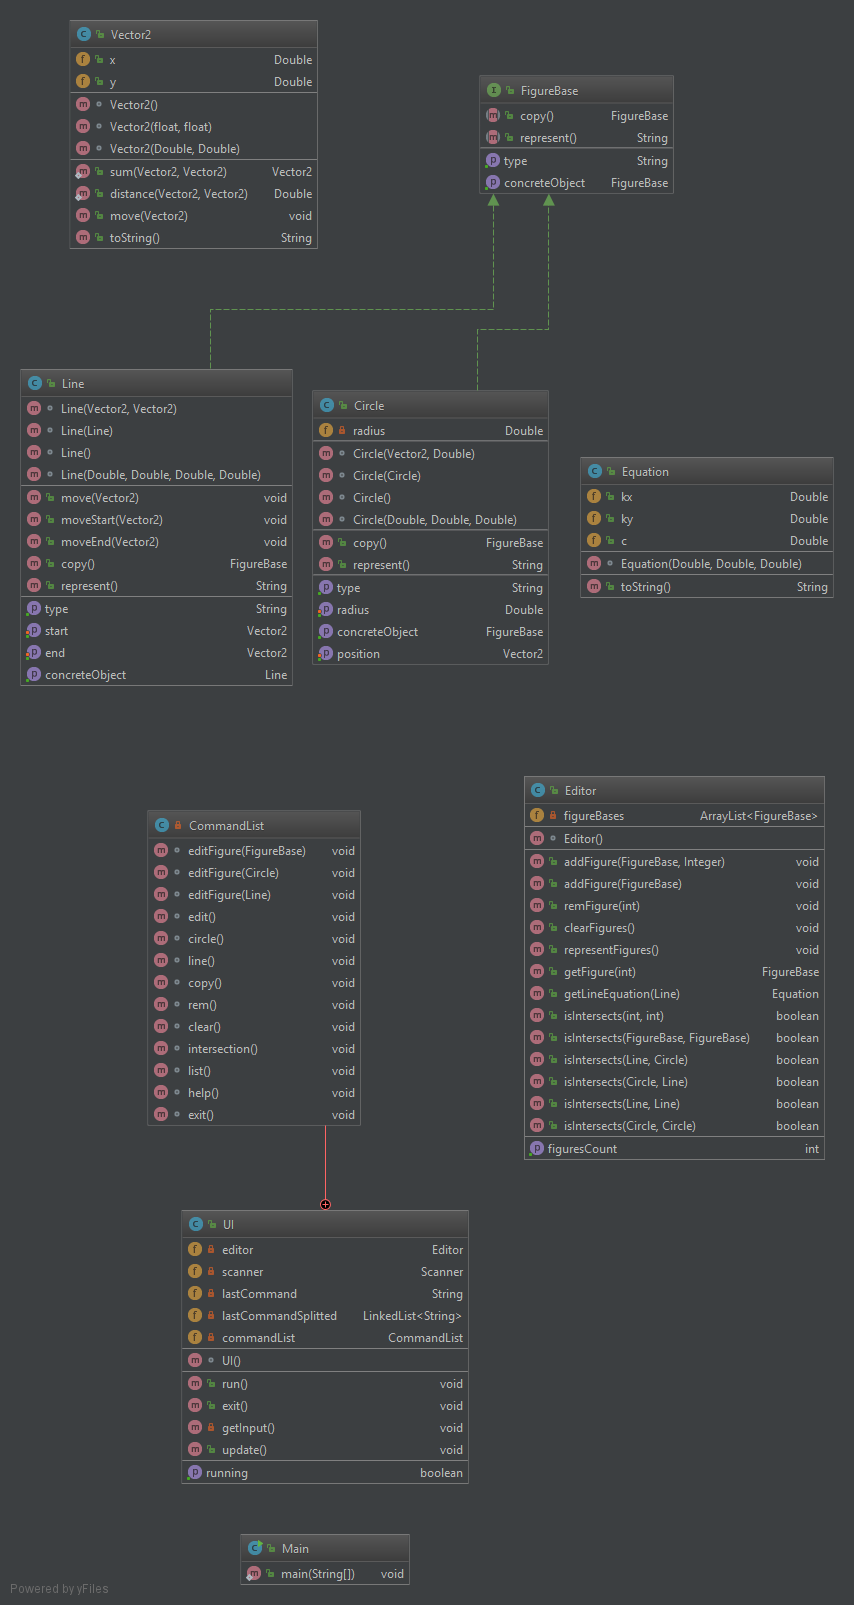 Vector2
x Double
y Double
Vector2()
Vector2(float, float)
Vector2(Double, Double)
sum(Vector2, Vector2) Vector2
distance(Vector2, Vector2) Double
move(Vector2) void
toString() String
FigureBase
copy() FigureBase
represent() String
type String
concreteObject FigureBase
Line
Line(Vector2, Vector2)
Line(Line)
Line()
Line(Double, Double, Double, Double)
move(Vector2) void
moveStart(Vector2) void
moveEnd(Vector2) void
copy() FigureBase
represent() String
type String
start Vector2
end Vector2
concreteObject Line
Circle
radius Double
Circle(Vector2, Double)
Circle(Circle)
Circle()
Circle(Double, Double, Double)
copy() FigureBase
represent() String
type String
radius Double
concreteObject FigureBase
position Vector2
Equation
kx Double
ky Double
c Double
Equation(Double, Double, Double)
toString() String
CommandList
editFigure(FigureBase) void
editFigure(Circle) void
editFigure(Line) void
edit() void
circle() void
line() void
copy() void
rem() void
clear() void
intersection() void
list() void
help() void
exit() void
Editor
figureBases ArrayList<FigureBase>
Editor()
addFigure(FigureBase, Integer) void
addFigure(FigureBase) void
remFigure(int) void
clearFigures() void
representFigures() void
getFigure(int) FigureBase
getLineEquation(Line) Equation
isIntersects(int, int) boolean
isIntersects(FigureBase, FigureBase) boolean
isIntersects(Line, Circle) boolean
isIntersects(Circle, Line) boolean
isIntersects(Line, Line) boolean
isIntersects(Circle, Circle) boolean
figuresCount int
UI
editor Editor
scanner Scanner
lastCommand String
lastCommandSplitted LinkedList<String>
commandList CommandList
UI()
run() void
exit() void
getInput() void
update() void
running boolean
Main
main(String[]) void
Powered by yFiles